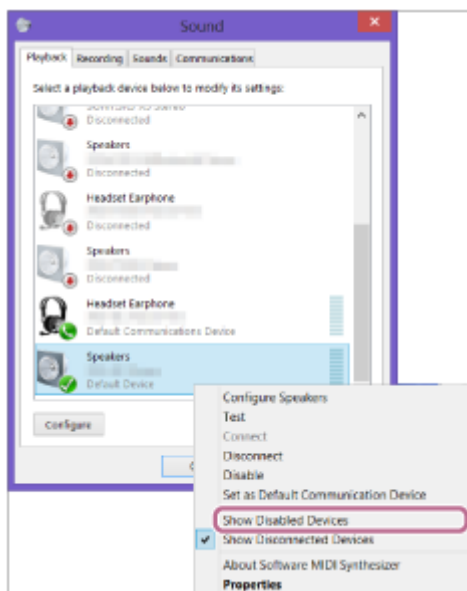 Sound
Playback Recording Sounds Communications
Select a playback device below to modify its settings:
Disconnected
Speakers
Disconnected
Headset Earphone
Disconnected
Speakers
Disconnected
Headset Earphone
Default Communications Device
Speakers
Default Device
Configure
Configure Speakers
Test
Connect
Disconnect
Disable
Set as Default Communication Device
Show Disabled Devices
Show Disconnected Devices
About Software MIDI Synthesizer
Properties